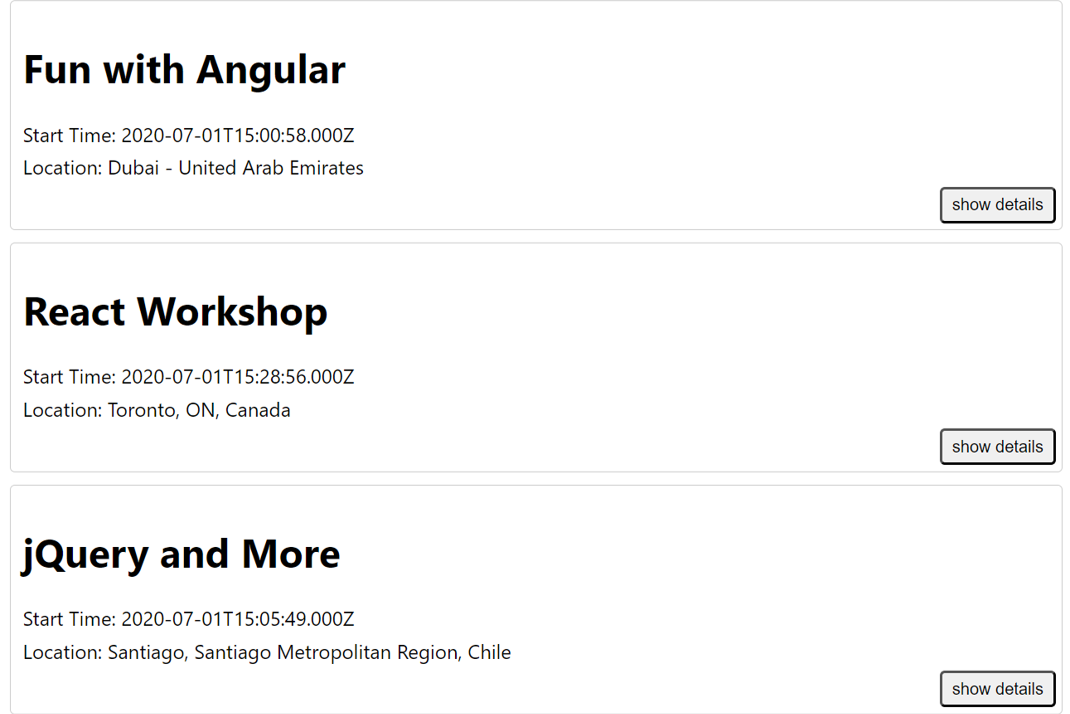 Fun with Angular
Start Time: 2020-07-01T15:00:58.000Z
Location: Dubai - United Arab Emirates
show details
React Workshop
Start Time: 2020-07-01T15:28:56.000Z
Location: Toronto, ON, Canada
show details
jQuery and More
Start Time: 2020-07-01T15:05:49.000Z
Location: Santiago, Santiago Metropolitan Region, Chile
show details